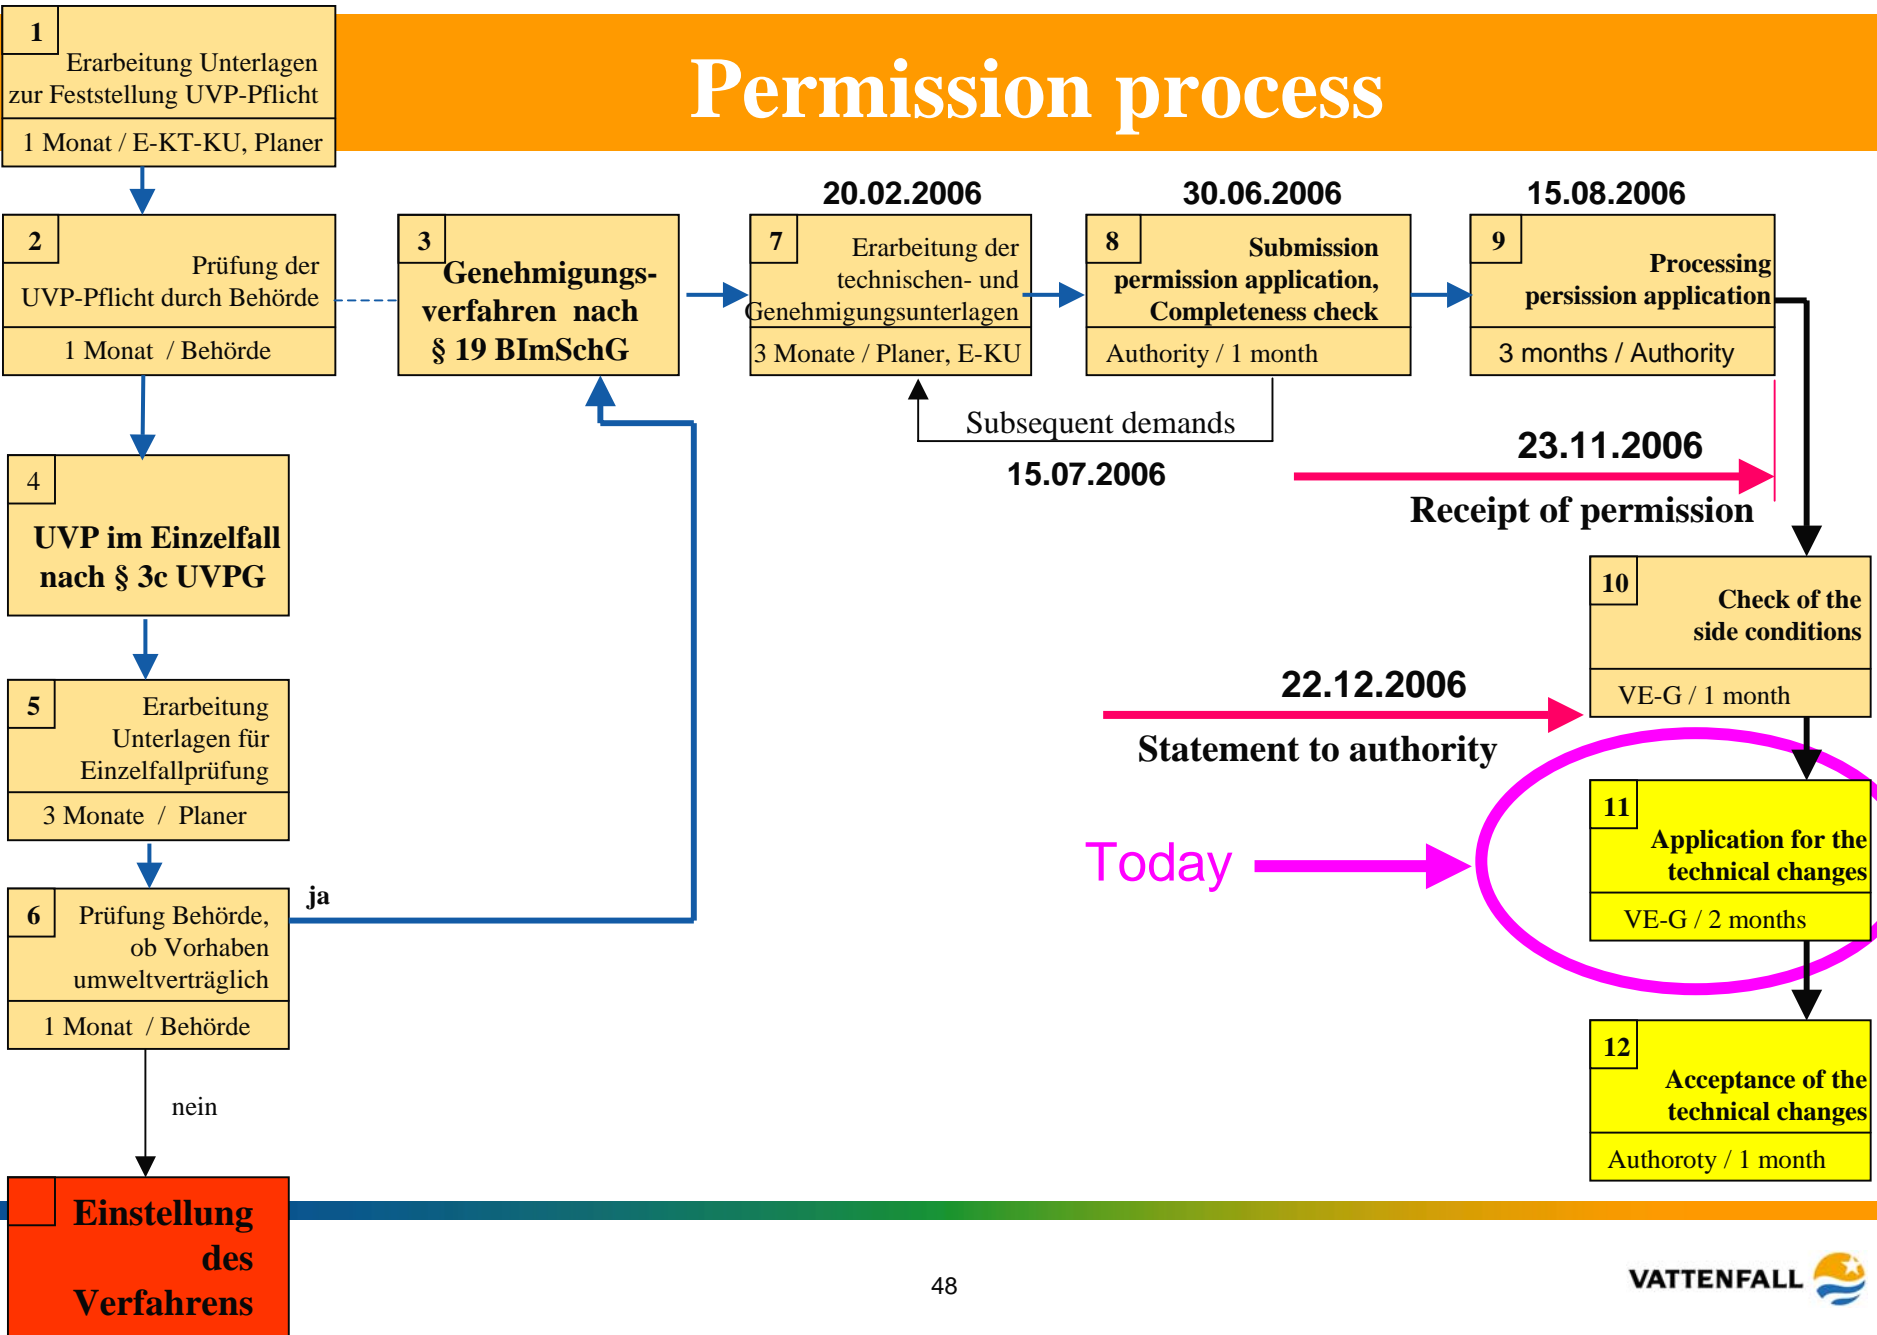 Permission process
1
Erarbeitung Unterlagen
zur Feststellung UVP-Pflicht
1 Monat / E-KT-KU, Planer
2
Prüfung der
UVP-Pflicht durch Behörde
1 Monat / Behörde
3
Genehmigungs-
verfahren nach
§ 19 BImSchG
20.02.2006
7
Erarbeitung der
technischen- und
Genehmigungsunterlagen
3 Monate / Planer, E-KU
30.06.2006
8
Submission
permission application,
Completeness check
Authority / 1 month
15.08.2006
9
Processing
persission application
3 months / Authority
Subsequent demands
15.07.2006
23.11.2006
Receipt of permission
4
UVP im Einzelfall
nach § 3c UVPG
10
Check of the
side conditions
VE-G / 1 month
22.12.2006
Statement to authority
5
Erarbeitung
Unterlagen für
Einzelfallprüfung
3 Monate / Planer
Today
11
Application for the
technical changes
VE-G / 2 months
6
Prüfung Behörde,
ob Vorhaben
umweltverträglich
1 Monat / Behörde
ja
nein
12
Acceptance of the
technical changes
Authoroty / 1 month
Einstellung
des
Verfahrens
48
VATTENFALL